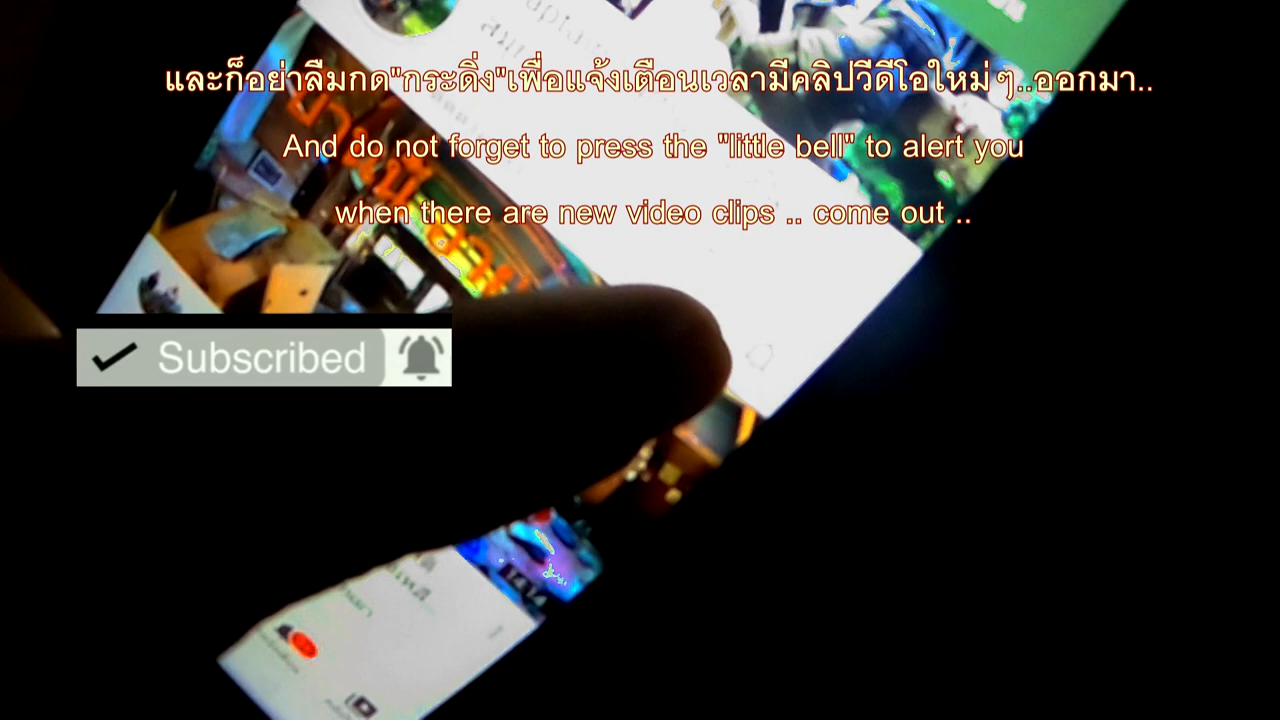 และก็อย่าลืมกด"กระดิ่ง"เพื่อแจ้งเตือนเวลามีคลิปวีดีโอใหม่ๆ..ออกมา..
And do not forget to press the "little bell" to alert you
when there are new video clips .. come out ..
Subscribed